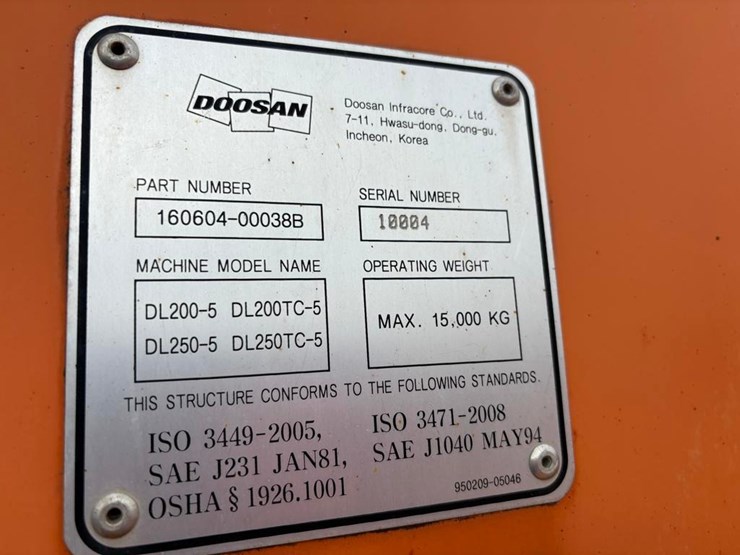 DOOSAN
Doosan Infracore Co., Ltd.
7-11, Hwasu-dong, Dong-gu,
Incheon, Korea
PART NUMBER
160604-00038B
SERIAL NUMBER
10004
MACHINE MODEL NAME
DL200-5 DL200TC-5
DL250-5 DL250TC-5
OPERATING WEIGHT
MAX. 15,000 KG
THIS STRUCTURE CONFORMS TO THE FOLLOWING STANDARDS.
ISO 3449-2005,
SAE J231 JAN81,
OSHA § 1926.1001
ISO 3471-2008
SAE J1040 MAY94
950209-05046